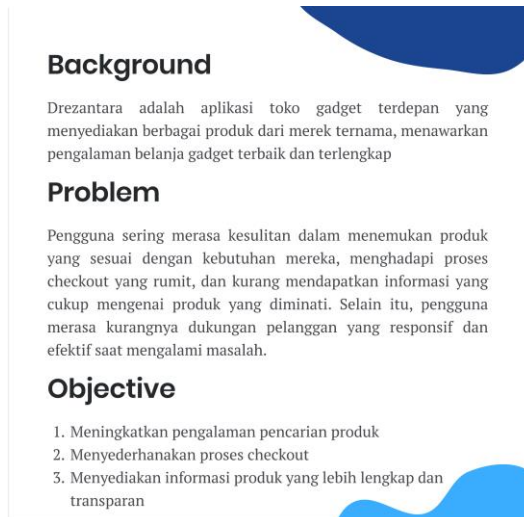 Background
Drezantara adalah aplikasi toko gadget terdepan yang
menyediakan berbagai produk dari merek ternama, menawarkan
pengalaman belanja gadget terbaik dan terlengkap
Problem
Pengguna sering merasa kesulitan dalam menemukan produk
yang sesuai dengan kebutuhan mereka, menghadapi proses
checkout yang rumit, dan kurang mendapatkan informasi yang
cukup mengenai produk yang diminati. Selain itu, pengguna
merasa kurangnya dukungan pelanggan yang responsif dan
efektif saat mengalami masalah.
Objective
1. Meningkatkan pengalaman pencarian produk
2. Menyederhanakan proses checkout
3. Menyediakan informasi produk yang lebih lengkap dan
transparan